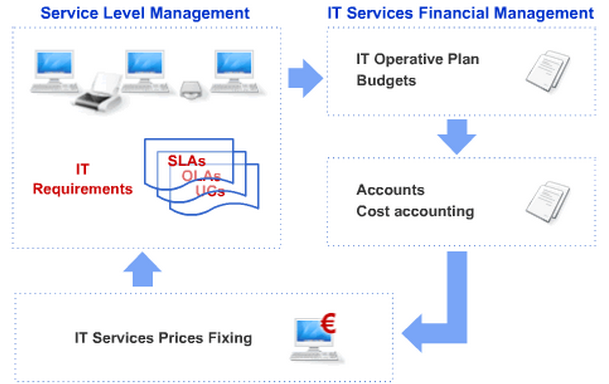 Service Level Management
IT Services Financial Management
IT Operative Plan
Budgets
IT
Requirements
SLAs
OLAs
UCs
Accounts
Cost accounting
IT Services Prices Fixing
€